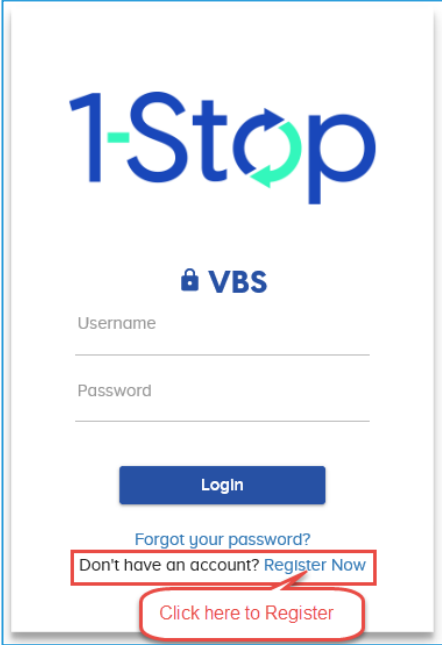 1-Stop
VBS
Username
Password
Login
Forgot your password?
Don't have an account? Register Now
Click here to Register